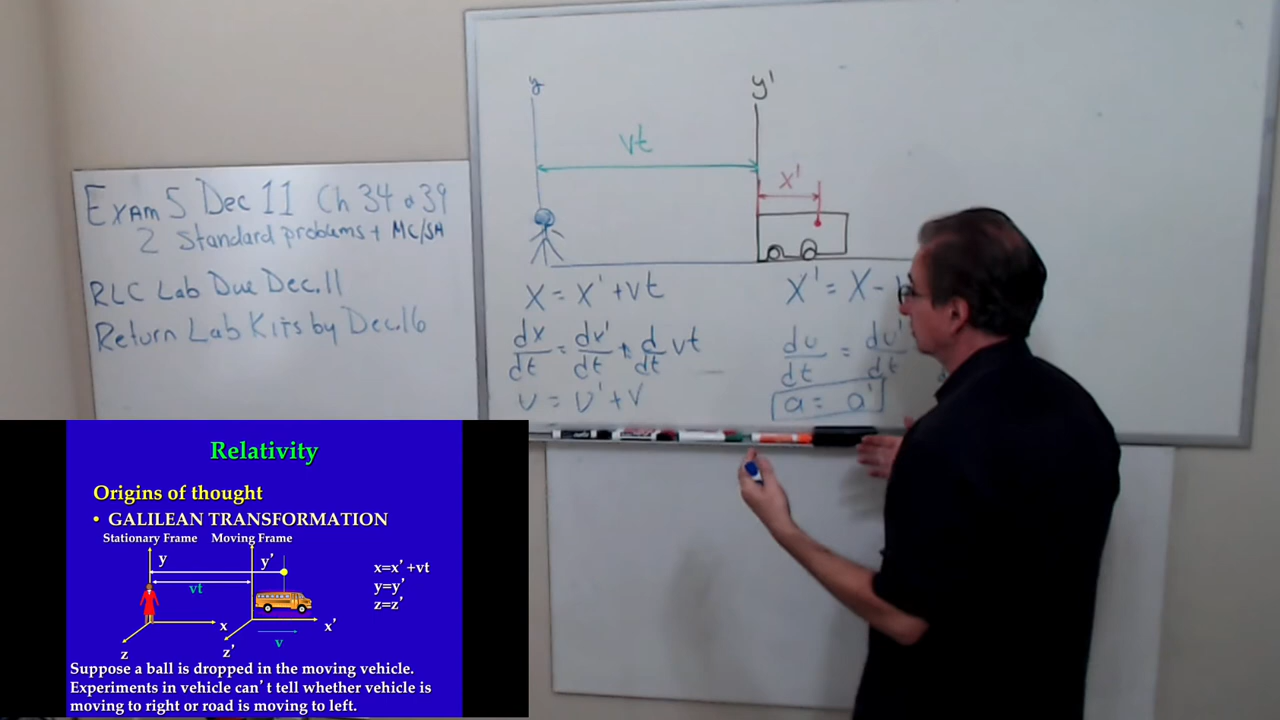 Exam 5 Dec 11 Ch 34 & 39
2 Standard problems + MC/SA
RLC Lab Due Dec. 11
Return Lab Kits by Dec. 16
y
y'
vt
x'
x = x' + vt
x' = x -
dx/dt = dx'/dt + d/dt vt
du/dt = du'/dt
u = u' + v
a = a'
Relativity
Origins of thought
• GALILEAN TRANSFORMATION
Stationary Frame Moving Frame
y
y'
vt
x=x'+vt
y=y'
z=z'
x
x'
z
z'
v
Suppose a ball is dropped in the moving vehicle.
Experiments in vehicle can't tell whether vehicle is
moving to right or road is moving to left.